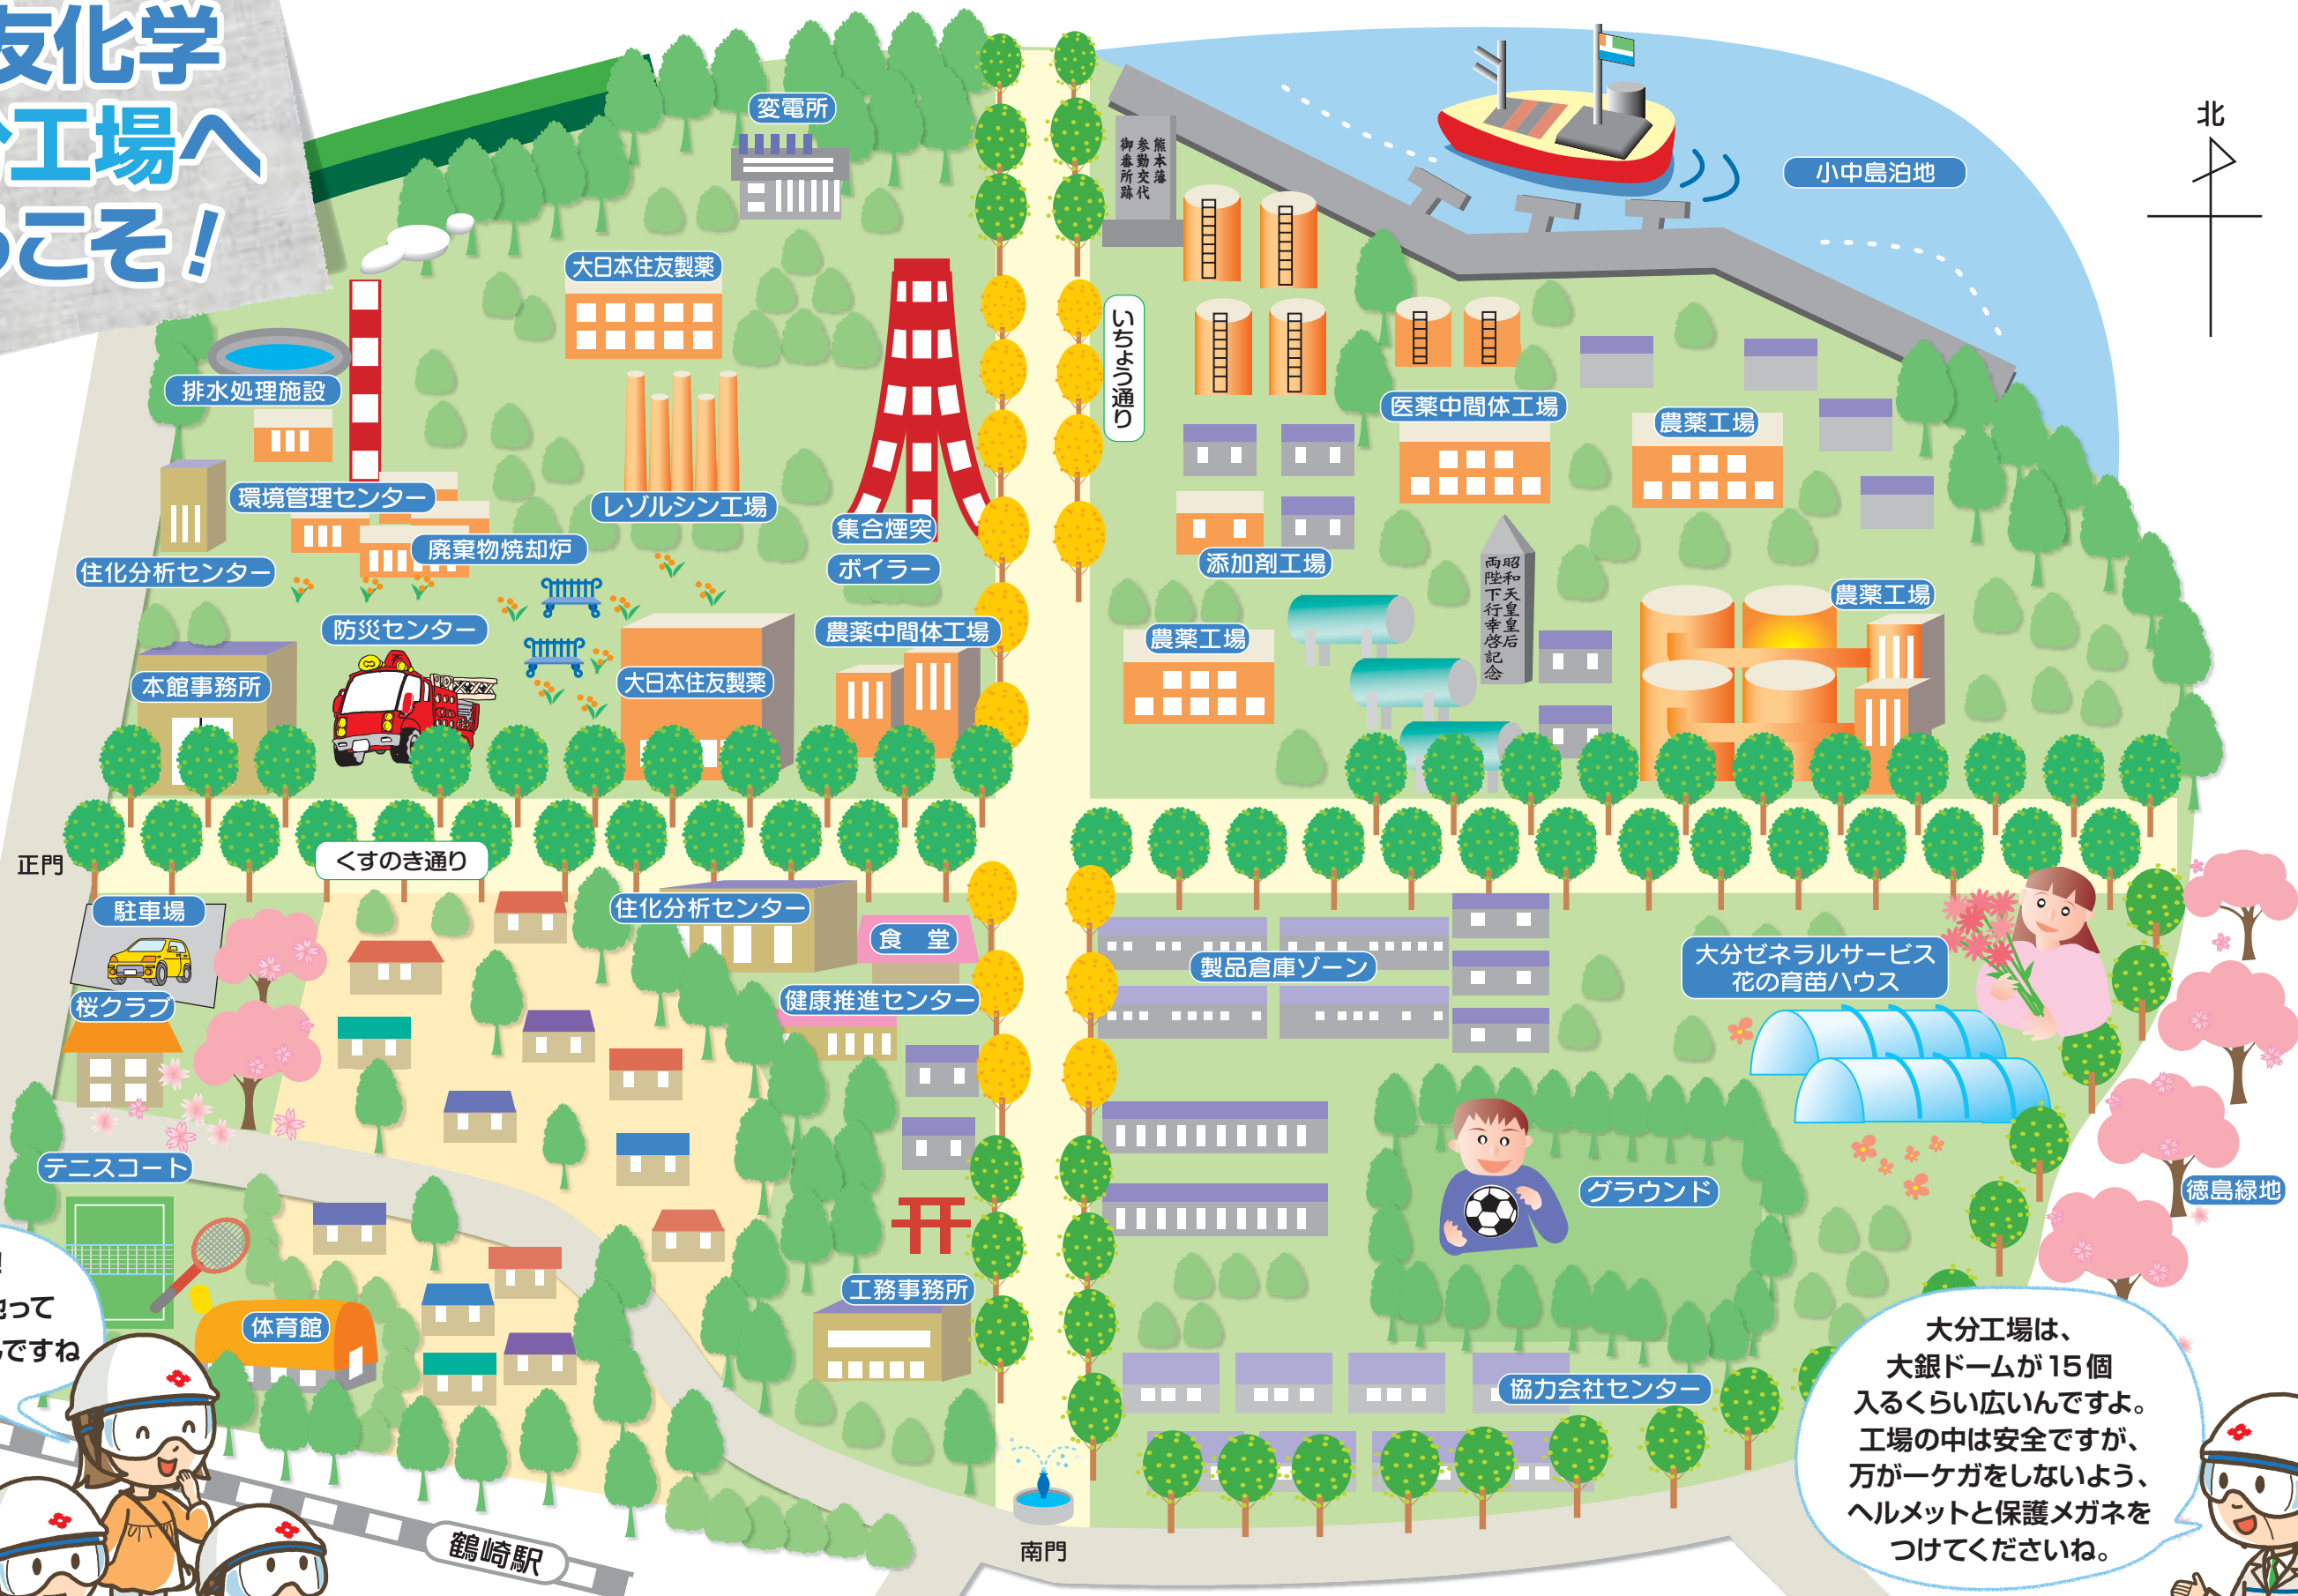 友化学
工場へ
こそ！
北
変電所
熊本藩
参勤交代
御番所跡
小中島泊地
大日本住友製薬
いちょう通り
排水処理施設
医薬中間体工場
農薬工場
環境管理センター
レゾルシン工場
集合煙突
廃棄物焼却炉
添加剤工場
住化分析センター
ボイラー
昭和天皇皇后
両陛下行幸啓記念
農薬工場
防災センター
農薬中間体工場
農薬工場
本館事務所
大日本住友製薬
正門
くすのき通り
駐車場
住化分析センター
食 堂
製品倉庫ゾーン
大分ゼネラルサービス
花の育苗ハウス
桜クラブ
健康推進センター
テニスコート
グラウンド
徳島緑地
！
って
ですね
体育館
工務事務所
協力会社センター
大分工場は、
大銀ドームが15個
入るくらい広いんですよ。
工場の中は安全ですが、
万が一ケガをしないよう、
ヘルメットと保護メガネを
つけてくださいね。
鶴崎駅
南門